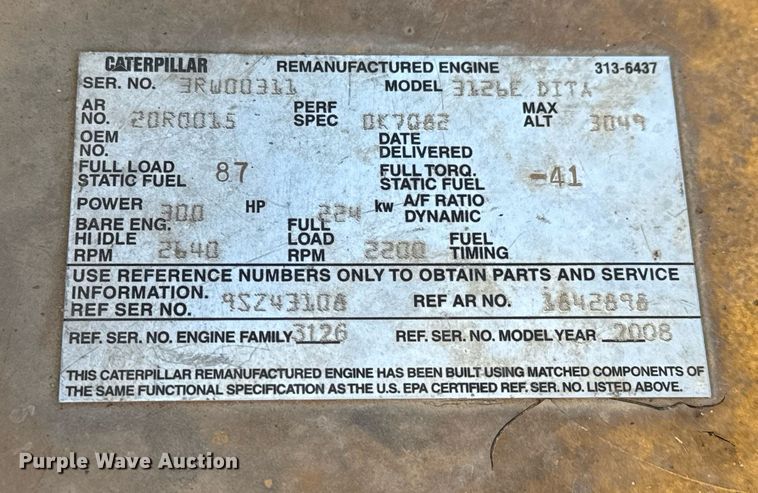 CATERPILLAR REMANUFACTURED ENGINE 313-6437
SER. NO. 3RW00311 MODEL 3126E DITA
AR NO. 20R0015 PERF SPEC 0K7082 MAX ALT 3049
OEM NO. DATE DELIVERED
FULL LOAD STATIC FUEL 87 FULL TORQ. STATIC FUEL -41
POWER 300 HP 224 kw A/F RATIO DYNAMIC
BARE ENG. HI IDLE RPM 2640 FULL LOAD RPM 2200 FUEL TIMING
USE REFERENCE NUMBERS ONLY TO OBTAIN PARTS AND SERVICE
INFORMATION.
REF SER NO. 9SZ43108 REF AR NO. 1842898
REF. SER. NO. ENGINE FAMILY 3126 REF. SER. NO. MODEL YEAR 2008
THIS CATERPILLAR REMANUFACTURED ENGINE HAS BEEN BUILT USING MATCHED COMPONENTS OF
THE SAME FUNCTIONAL SPECIFICATION AS THE U.S. EPA CERTIFIED REF. SER. NO. LISTED ABOVE.
Purple Wave Auction